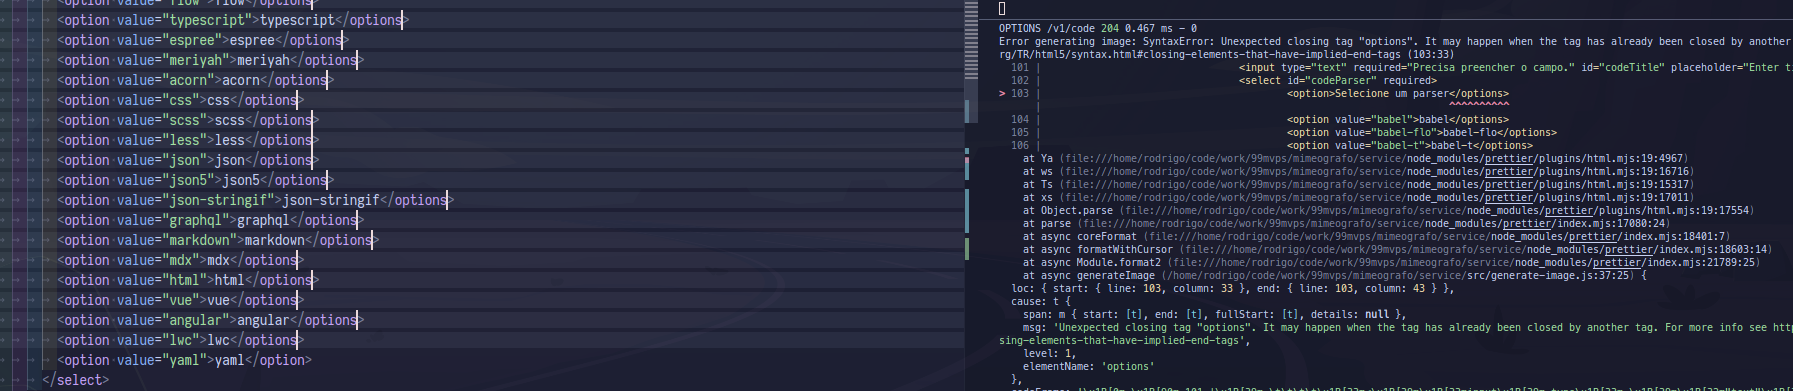 <option value="flow">flow</options>
<option value="typescript">typescript</options>
<option value="espree">espree</options>
<option value="meriyah">meriyah</options>
<option value="acorn">acorn</options>
<option value="css">css</options>
<option value="scss">scss</options>
<option value="less">less</options>
<option value="json">json</options>
<option value="json5">json5</options>
<option value="json-stringif">json-stringif</options>
<option value="graphql">graphql</options>
<option value="markdown">markdown</options>
<option value="mdx">mdx</options>
<option value="html">html</options>
<option value="vue">vue</options>
<option value="angular">angular</options>
<option value="lwc">lwc</options>
<option value="yaml">yaml</option>
</select>
OPTIONS /v1/code 204 0.467 ms - 0
Error generating image: SyntaxError: Unexpected closing tag "options". It may happen when the tag has already been closed by another
rg/TR/html5/syntax.html#closing-elements-that-have-implied-end-tags (103:33)
101 | <input type="text" required="Precisa preencher o campo." id="codeTitle" placeholder="Enter ti
102 | <select id="codeParser" required>
> 103 | <option>Selecione um parser</options>
| ^^^^^^^^^^
104 | <option value="babel">babel</options>
105 | <option value="babel-flo">babel-flo</options>
106 | <option value="babel-t">babel-t</options>
at Ya (file:///home/rodrigo/code/work/99mvps/mimeografo/service/node_modules/prettier/plugins/html.mjs:19:4967)
at ws (file:///home/rodrigo/code/work/99mvps/mimeografo/service/node_modules/prettier/plugins/html.mjs:19:16716)
at Ts (file:///home/rodrigo/code/work/99mvps/mimeografo/service/node_modules/prettier/plugins/html.mjs:19:15317)
at xs (file:///home/rodrigo/code/work/99mvps/mimeografo/service/node_modules/prettier/plugins/html.mjs:19:17011)
at Object.parse (file:///home/rodrigo/code/work/99mvps/mimeografo/service/node_modules/prettier/plugins/html.mjs:19:17554)
at parse (file:///home/rodrigo/code/work/99mvps/mimeografo/service/node_modules/prettier/index.mjs:17080:24)
at async coreFormat (file:///home/rodrigo/code/work/99mvps/mimeografo/service/node_modules/prettier/index.mjs:18401:7)
at async formatWithCursor (file:///home/rodrigo/code/work/99mvps/mimeografo/service/node_modules/prettier/index.mjs:18603:14)
at async Module.format2 (file:///home/rodrigo/code/work/99mvps/mimeografo/service/node_modules/prettier/index.mjs:21789:25)
at async generateImage (/home/rodrigo/code/work/99mvps/mimeografo/service/src/generate-image.js:37:25) {
loc: { start: { line: 103, column: 33 }, end: { line: 103, column: 43 } },
cause: t {
span: m { start: [t], end: [t], fullStart: [t], details: null },
msg: 'Unexpected closing tag "options". It may happen when the tag has already been closed by another tag. For more info see htt
sing-elements-that-have-implied-end-tags',
level: 1,
elementName: 'options'
},